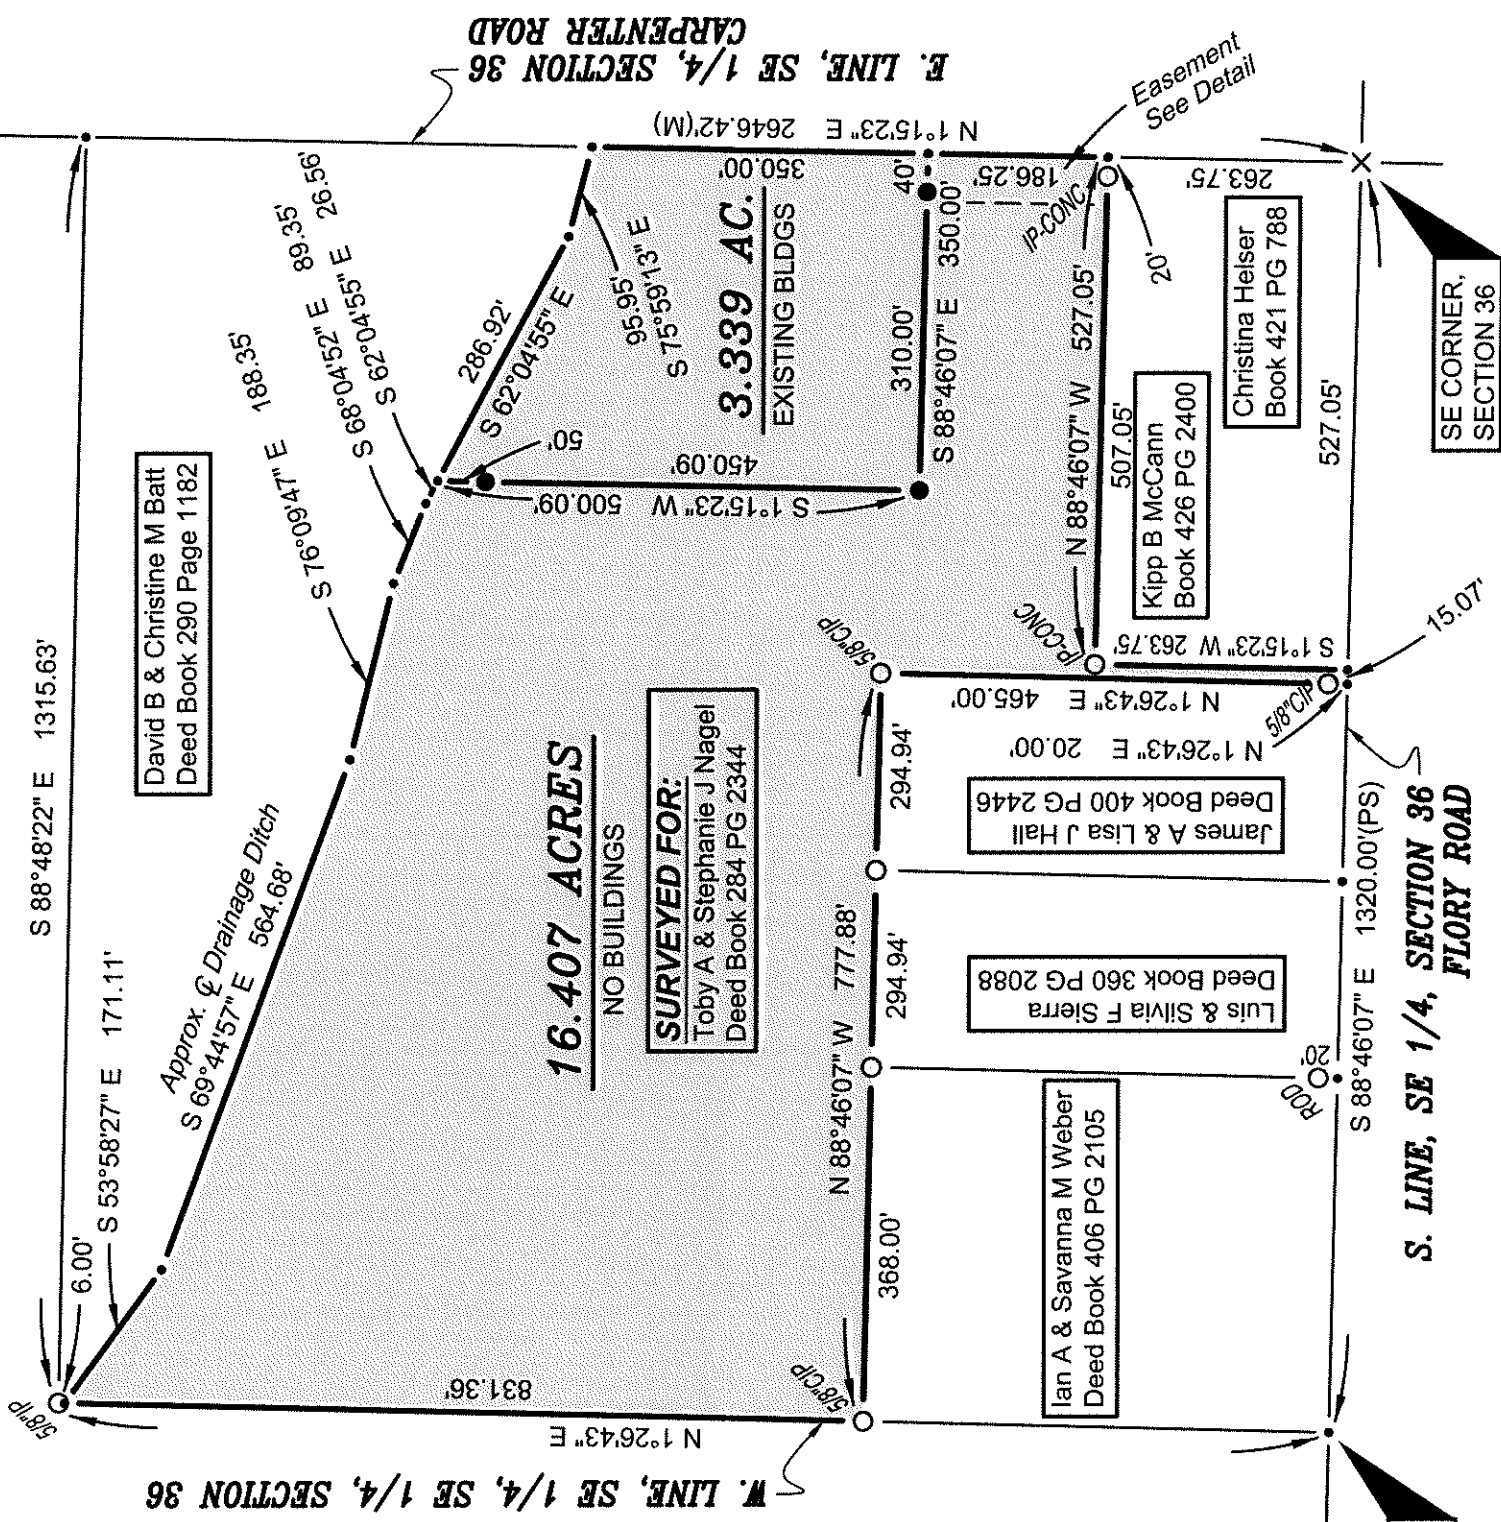 E. LINE, SE 1/4, SECTION 36
CARPENTER ROAD
Easement
See Detail
N 1°15'23" E 2646.42'(M)
350.00'
40'
186.25'
263.75'
IP-CONC.
20'
3.339 AC.
EXISTING BLDGS
95.95'
S 75°59'13" E
286.92'
S 62°04'55" E
S 62°04'55" E 26.56'
S 68°04'52" E 89.35'
S 76°09'47" E 188.35'
50'
450.09'
S 1°15'23" W 500.09'
310.00'
S 88°46'07" E 350.00'
N 88°46'07" W 527.05'
507.05'
IP-CONC
Christina Helser
Book 421 PG 788
Kipp B McCann
Book 426 PG 2400
SE CORNER,
SECTION 36
527.05'
S 1°15'23" W 263.75'
15.07'
David B & Christine M Batt
Deed Book 290 Page 1182
S 88°48'22" E 1315.63'
Approx. ℄ Drainage Ditch
S 69°44'57" E 564.68'
S 53°58'27" E 171.11'
6.00'
5/8"IP
16.407 ACRES
NO BUILDINGS
SURVEYED FOR:
Toby A & Stephanie J Nagel
Deed Book 284 PG 2344
5/8"CIP
N 1°26'43" E 465.00'
5/8"CIP
N 1°26'43" E 20.00'
294.94'
294.94'
N 88°46'07" W 777.88'
368.00'
James A & Lisa J Hall
Deed Book 400 PG 2446
Luis & Silvia F Sierra
Deed Book 360 PG 2088
Ian A & Savanna M Weber
Deed Book 406 PG 2105
ROD
20'
S 88°46'07" E 1320.00'(PS)
S. LINE, SE 1/4, SECTION 36
FLORY ROAD
831.36'
N 1°26'43" E
5/8"CIP
W. LINE, SE 1/4, SE 1/4, SECTION 36